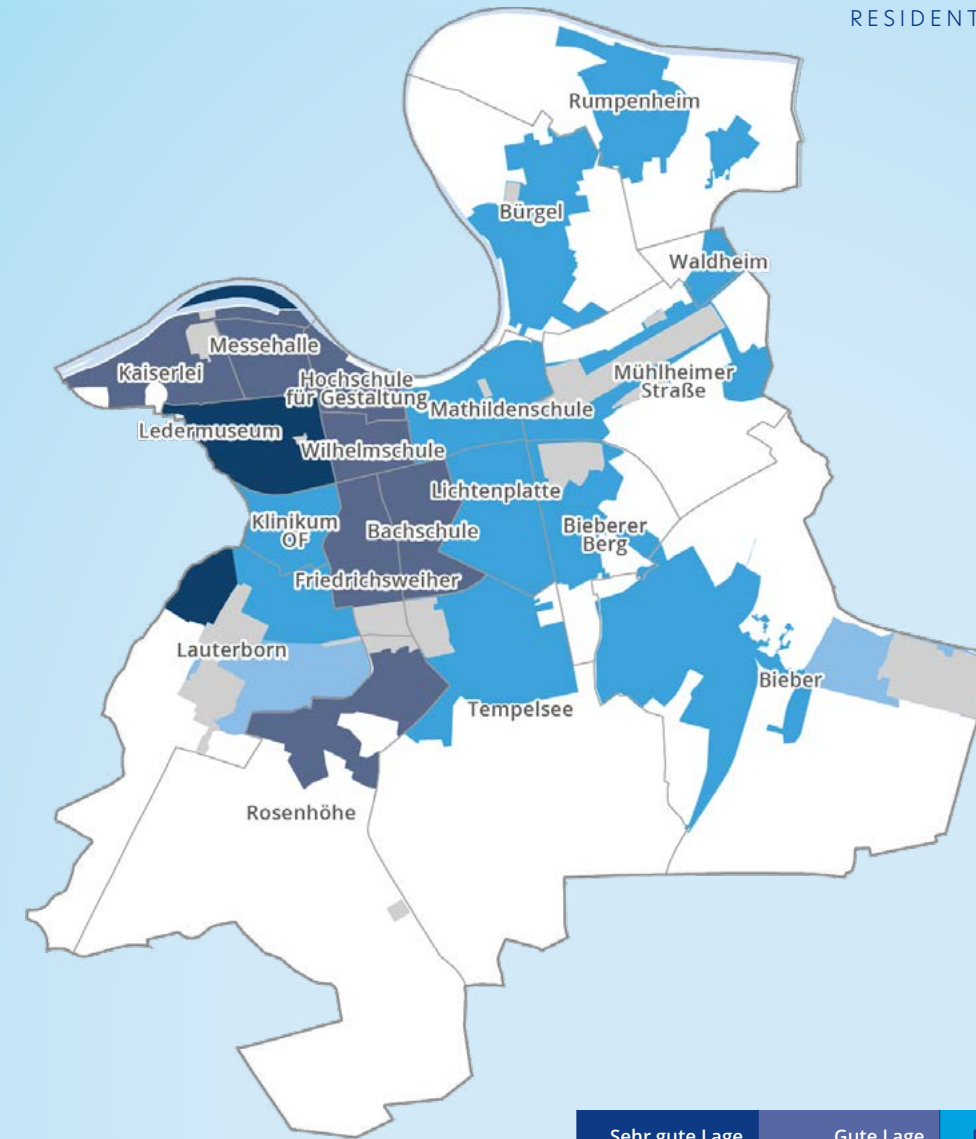 RESIDENT
Rumpenheim
Bürgel
Waldheim
Messehalle
Kaiserlei
Hochschule
für Gestaltung
Mühlheimer
Straße
Mathildenschule
Ledermuseum
Wilhelmschule
Lichtenplatte
Klinikum
OF
Bachschule
Bieberer
Berg
Friedrichsweiher
Lauterborn
Bieber
Tempelsee
Rosenhöhe
Sehr gute Lage
Gute Lage